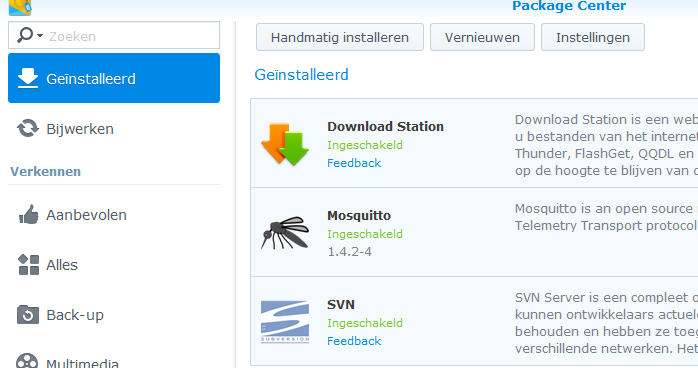 Package Center
Zoeken
Handmatig installeren
Vernieuwen
Instellingen
Geïnstalleerd
Bijwerken
Verkennen
Aanbevolen
Alles
Back-up
Multimedia
Geïnstalleerd
Download Station
Ingeschakeld
Feedback
Download Station is een web
u bestanden van het internet
Thunder, FlashGet, QQDL en
op de hoogte te blijven van
Mosquitto
Ingeschakeld
1.4.2-4
Mosquitto is an open source
Telemetry Transport protocol
SVN
Ingeschakeld
Feedback
SUBVERSION
SVN Server is een compleet
kunnen ontwikkelaars actuele
behouden en hebben ze toeg
verschillende netwerken. Het